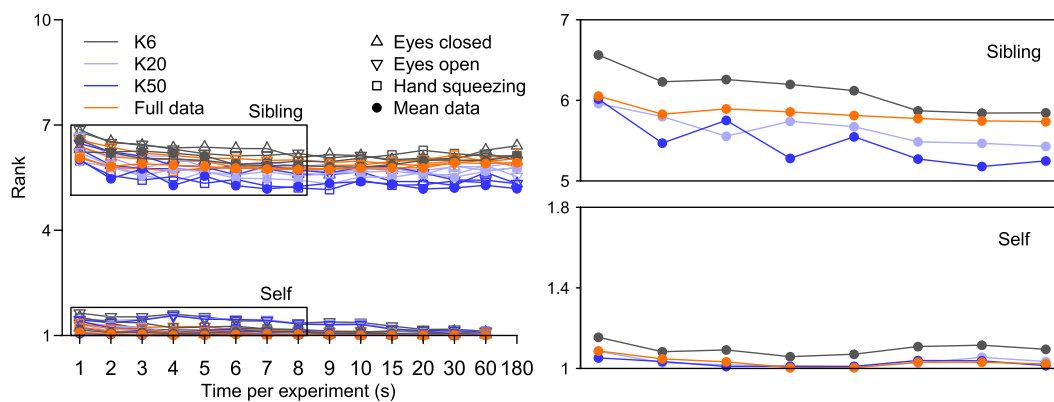 10
7
4
1
Rank
K6
K20
K50
Full data
Eyes closed
Eyes open
Hand squeezing
Mean data
Sibling
Self
1 2 3 4 5 6 7 8 9 10 15 20 30 60 180
Time per experiment (s)
7
6
5
Sibling
1.8
1.4
1
Self